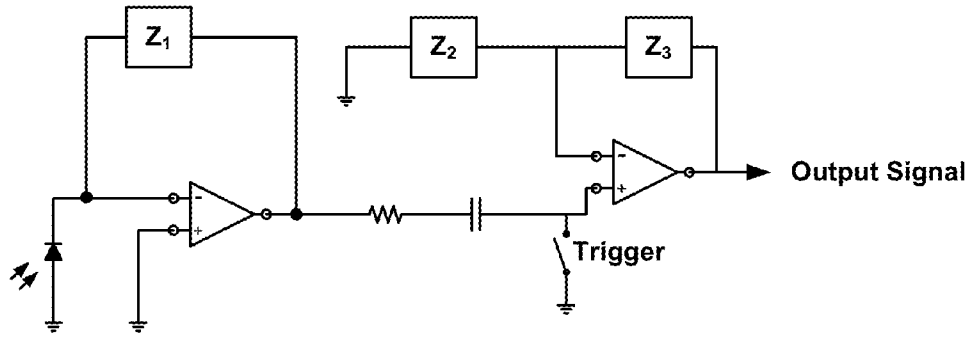 Z₁
Z₂
Z₃
-
+
-
+
Output Signal
Trigger